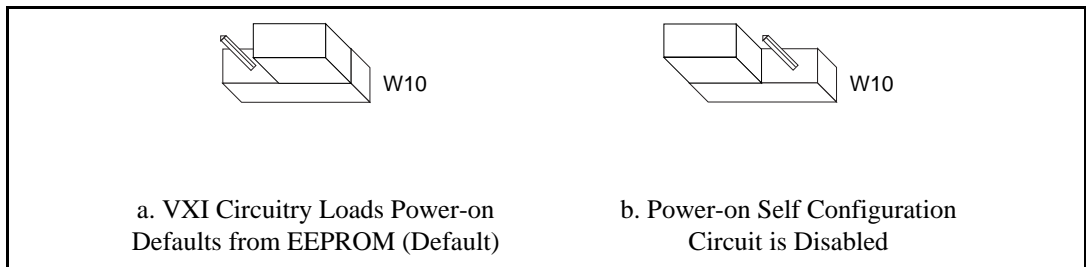 W10
W10
a. VXI Circuitry Loads Power-on
Defaults from EEPROM (Default)
b. Power-on Self Configuration
Circuit is Disabled